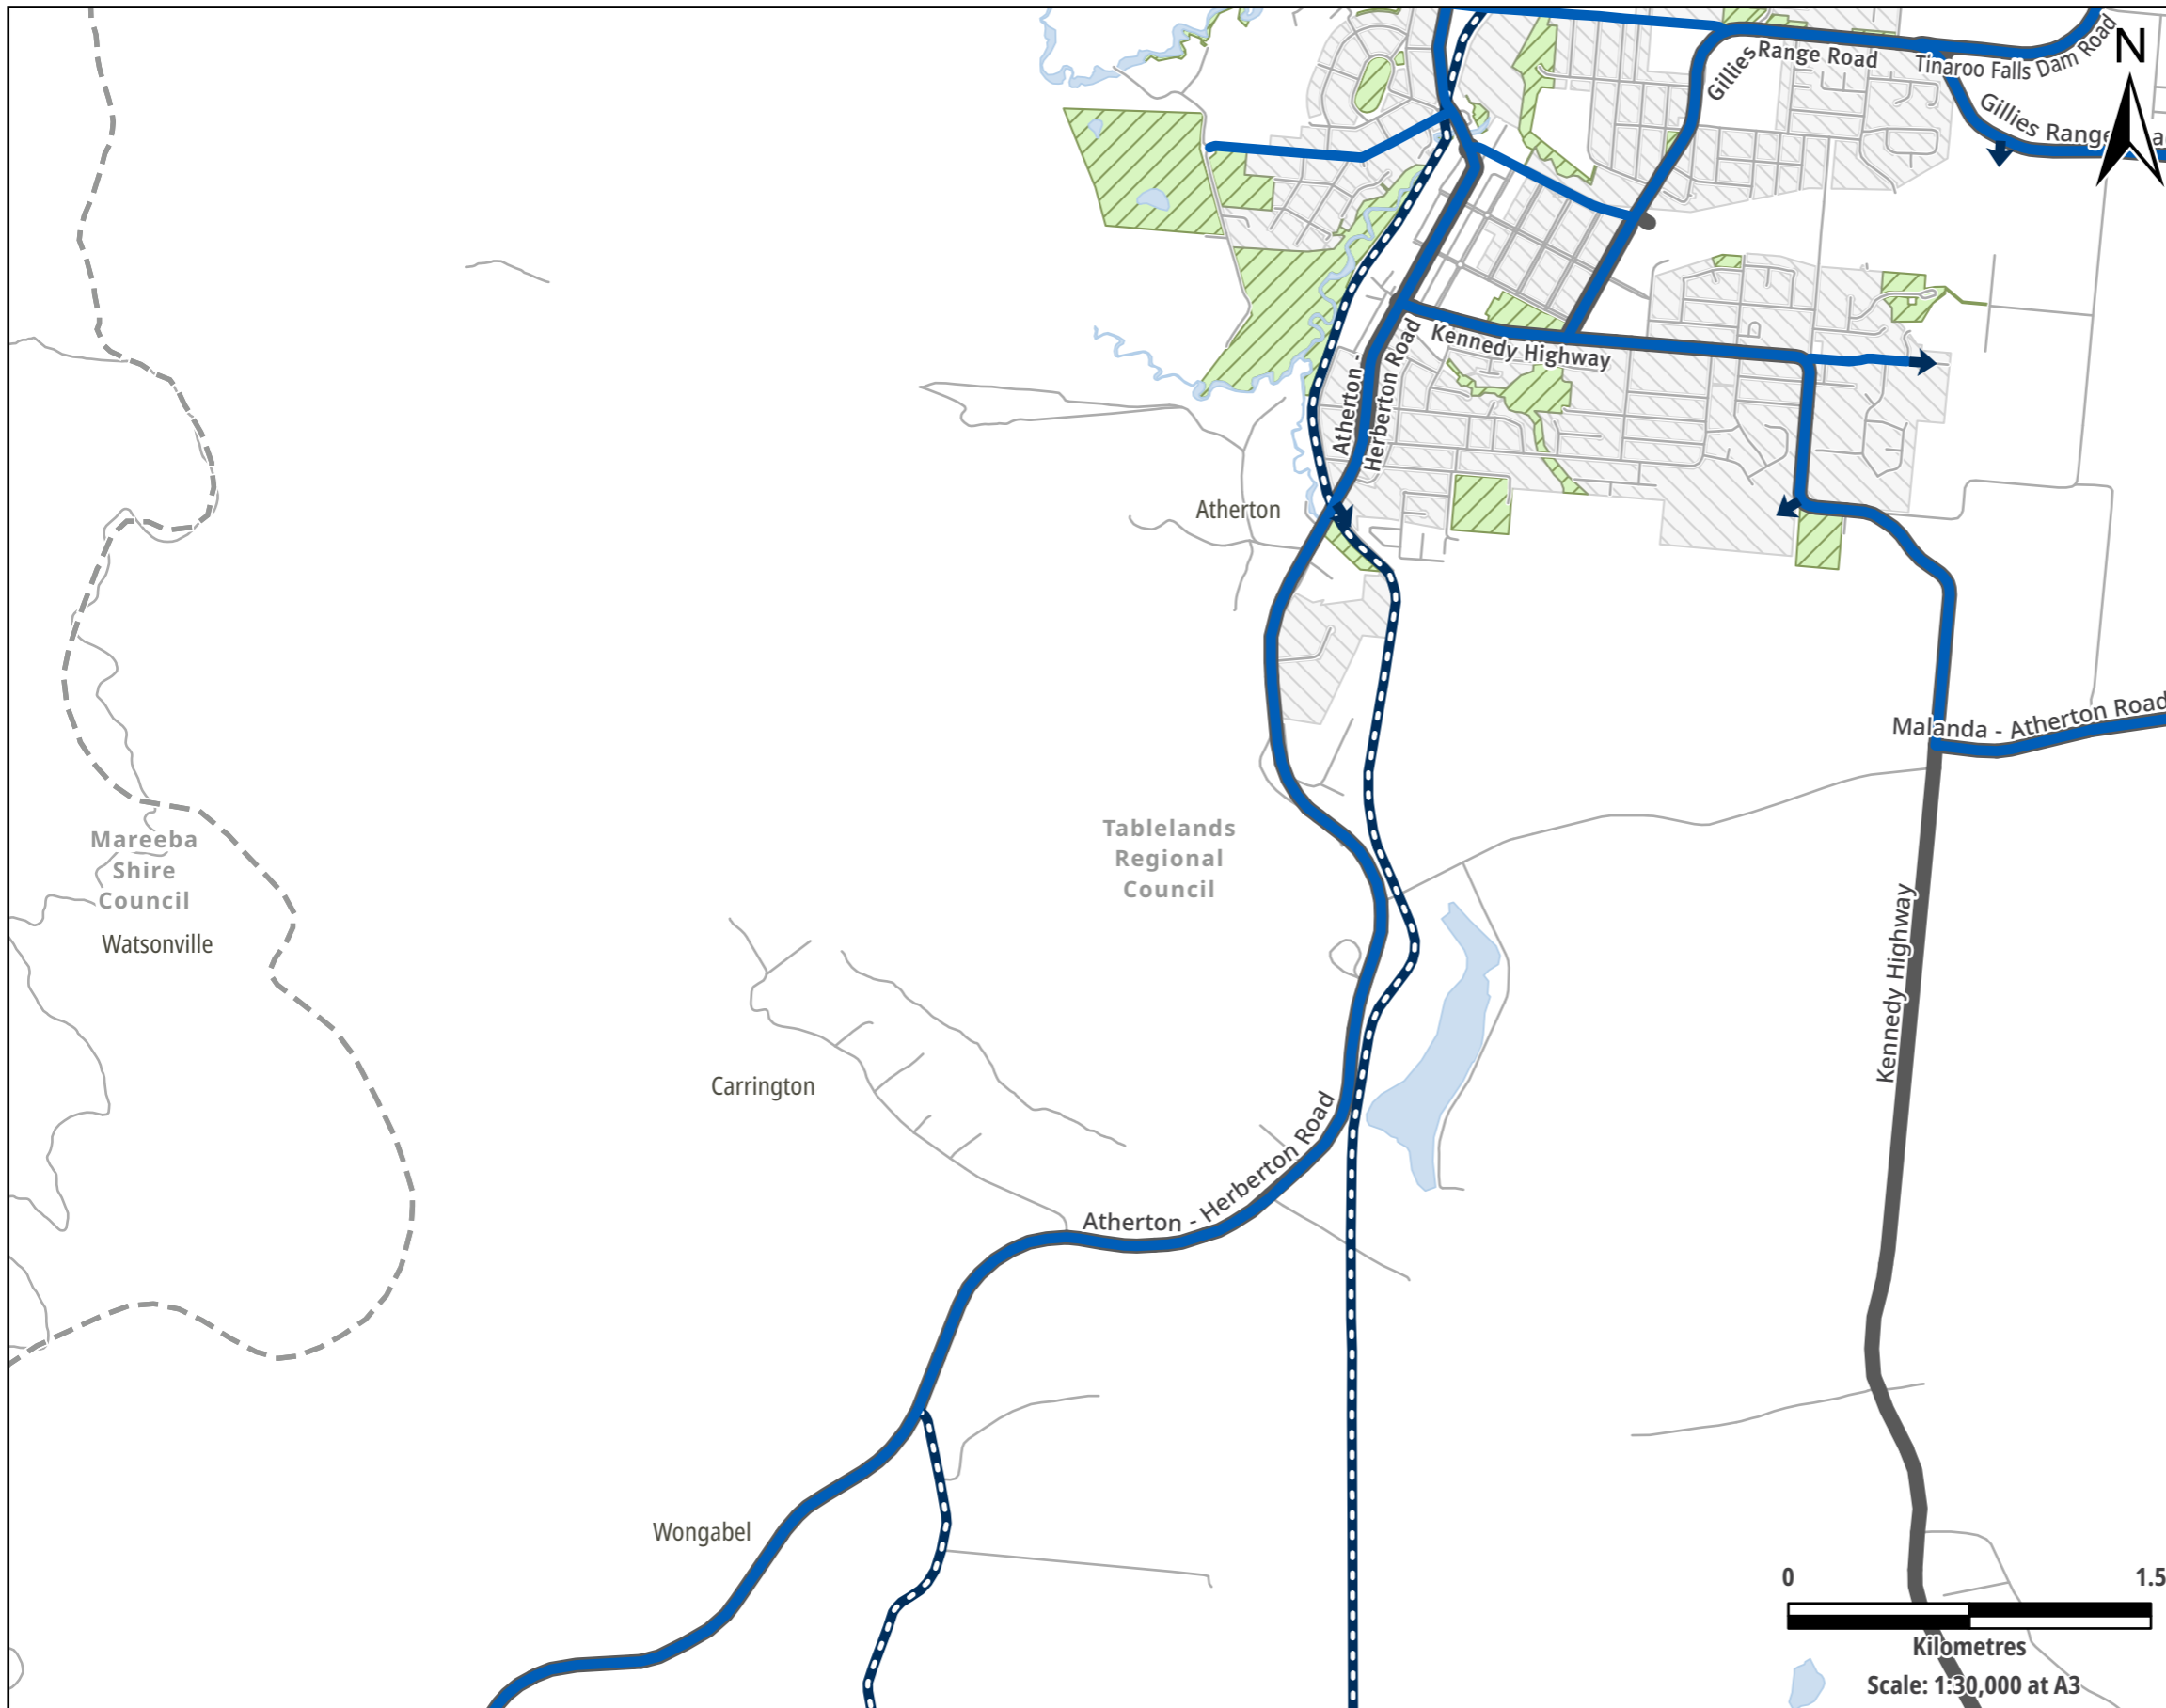 Gillies Range Road
Tinaroo Falls Dam Road
N
Gillies Range
Kennedy Highway
Atherton -
Herberton Road
Atherton
Malanda - Atherton Road
Tablelands
Regional
Council
Mareeba
Shire
Council
Watsonville
Kennedy Highway
Carrington
Atherton - Herberton Road
Wongabel
0 1.5
Kilometres
Scale: 1:30,000 at A3